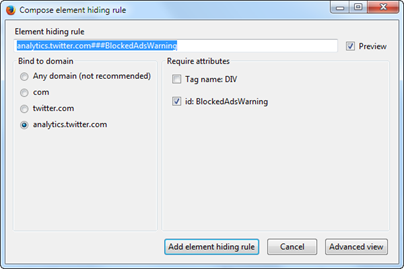 Compose element hiding rule
Element hiding rule
analytics.twitter.com###BlockedAdsWarning
Preview
Bind to domain
Any domain (not recommended)
com
twitter.com
analytics.twitter.com
Require attributes
Tag name: DIV
id: BlockedAdsWarning
Add element hiding rule
Cancel
Advanced view